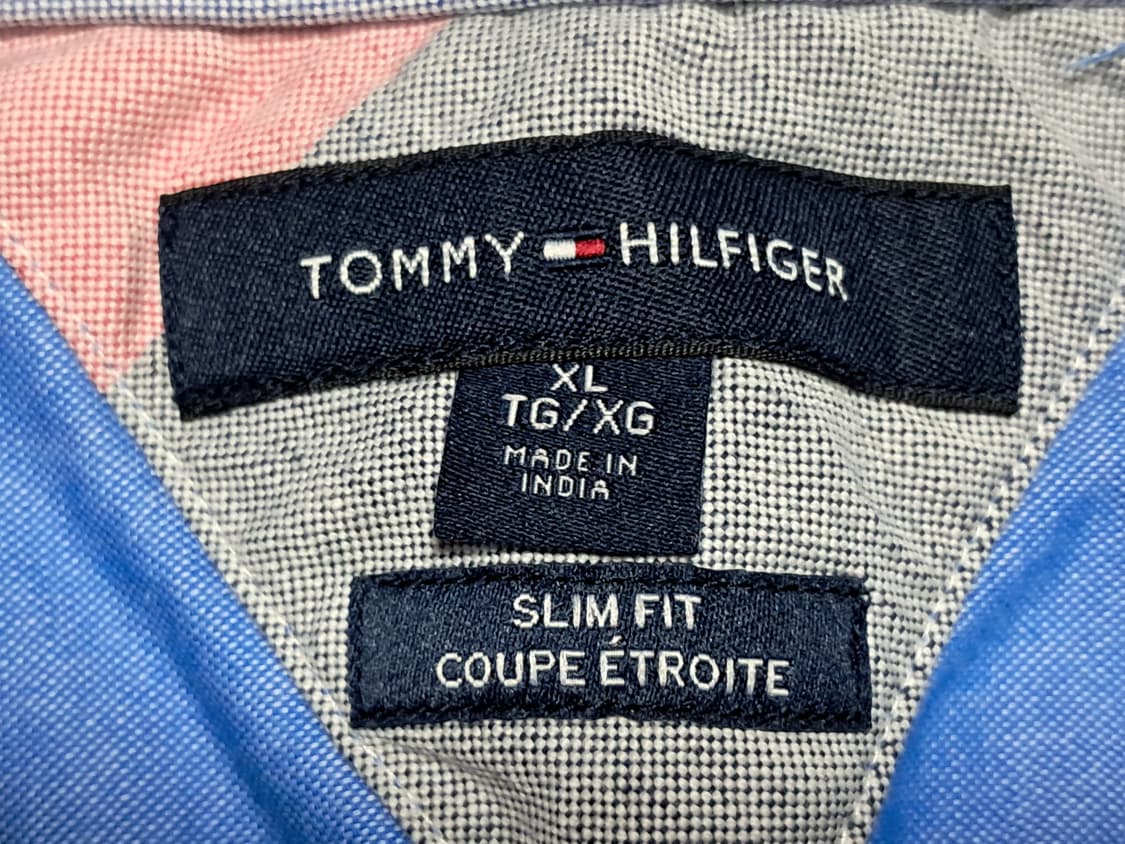 TOMMY HILFIGER
XL
TG/XG
MADE IN
INDIA
SLIM FIT
COUPE ÉTROITE